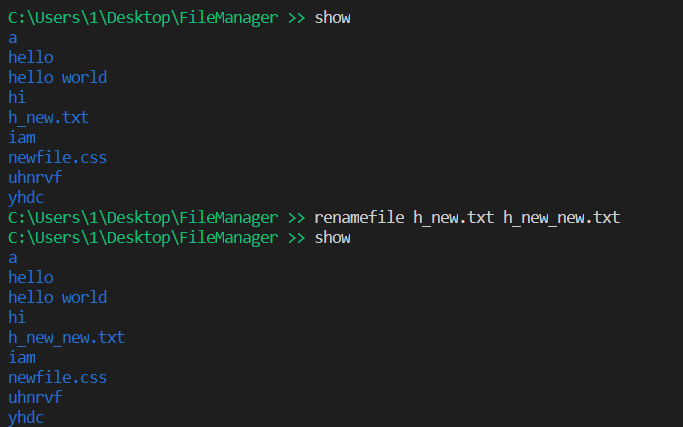 C:\Users\1\Desktop\FileManager >> show
a
hello
hello world
hi
h_new.txt
iam
newfile.css
uhnrvf
yhdc
C:\Users\1\Desktop\FileManager >> renamefile h_new.txt h_new_new.txt
C:\Users\1\Desktop\FileManager >> show
a
hello
hello world
hi
h_new_new.txt
iam
newfile.css
uhnrvf
yhdc